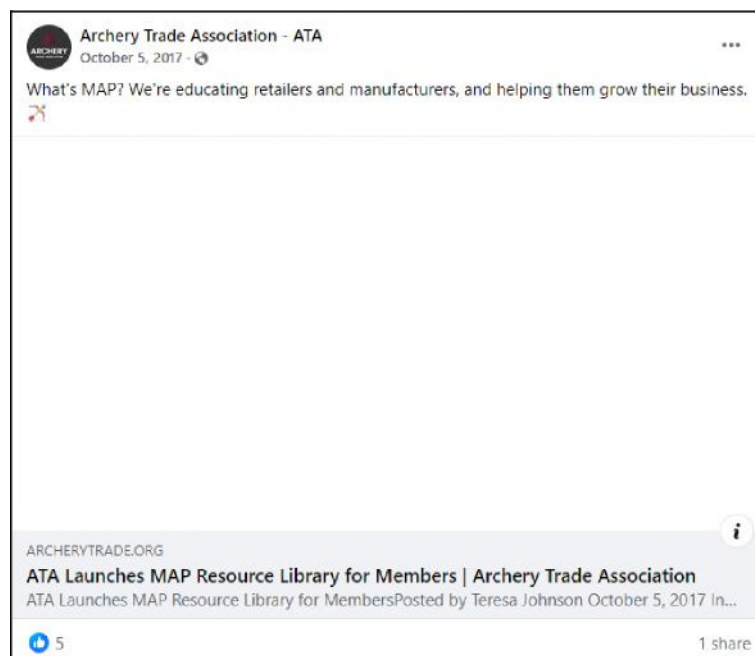 ARCHERY
Archery Trade Association - ATA
October 5, 2017 ·
...
What's MAP? We're educating retailers and manufacturers, and helping them grow their business.
🏹
i
ARCHERYTRADE.ORG
ATA Launches MAP Resource Library for Members | Archery Trade Association
ATA Launches MAP Resource Library for MembersPosted by Teresa Johnson October 5, 2017 In...
5
1 share